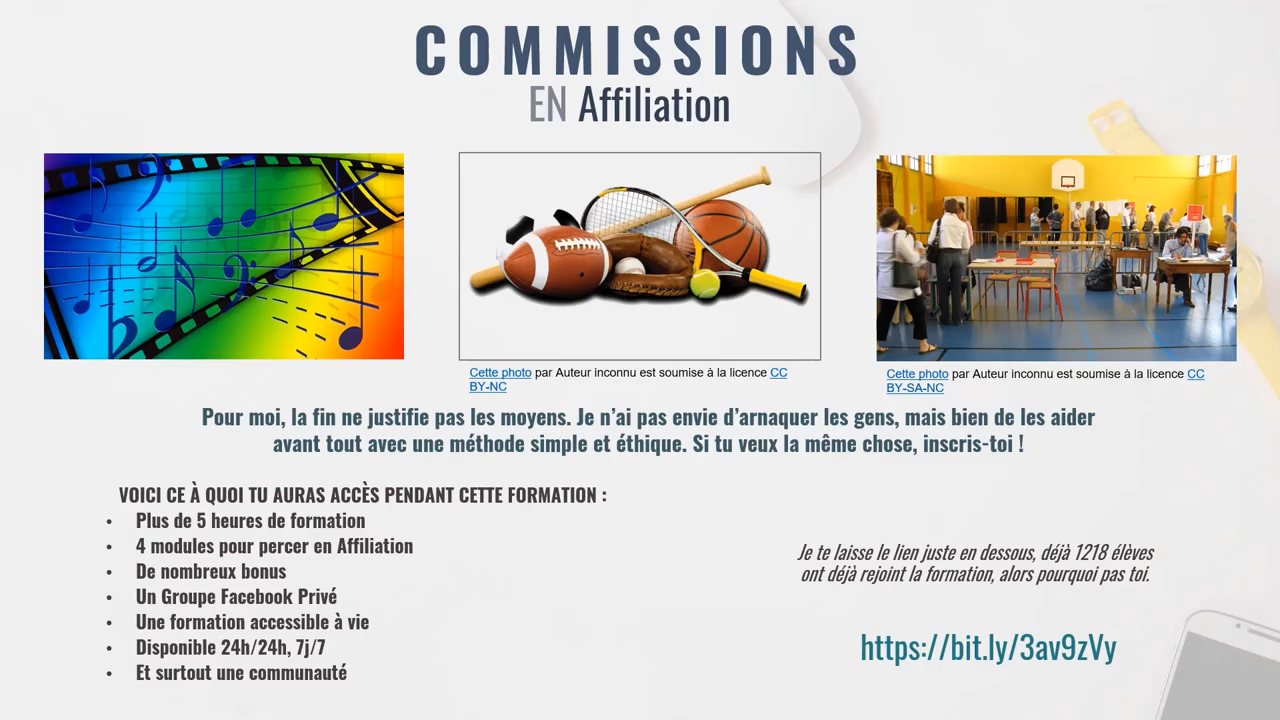 COMMISSIONS
EN Affiliation
Cette photo par Auteur inconnu est soumise à la licence CC
BY-NC
Cette photo par Auteur inconnu est soumise à la licence CC
BY-SA-NC
Pour moi, la fin ne justifie pas les moyens. Je n’ai pas envie d’arnaquer les gens, mais bien de les aider
avant tout avec une méthode simple et éthique. Si tu veux la même chose, inscris-toi !
VOICI CE À QUOI TU AURAS ACCÈS PENDANT CETTE FORMATION :
• Plus de 5 heures de formation
• 4 modules pour percer en Affiliation
• De nombreux bonus
• Un Groupe Facebook Privé
• Une formation accessible à vie
• Disponible 24h/24h, 7j/7
• Et surtout une communauté
Je te laisse le lien juste en dessous, déjà 1218 élèves
ont déjà rejoint la formation, alors pourquoi pas toi.
https://bit.ly/3av9zVy